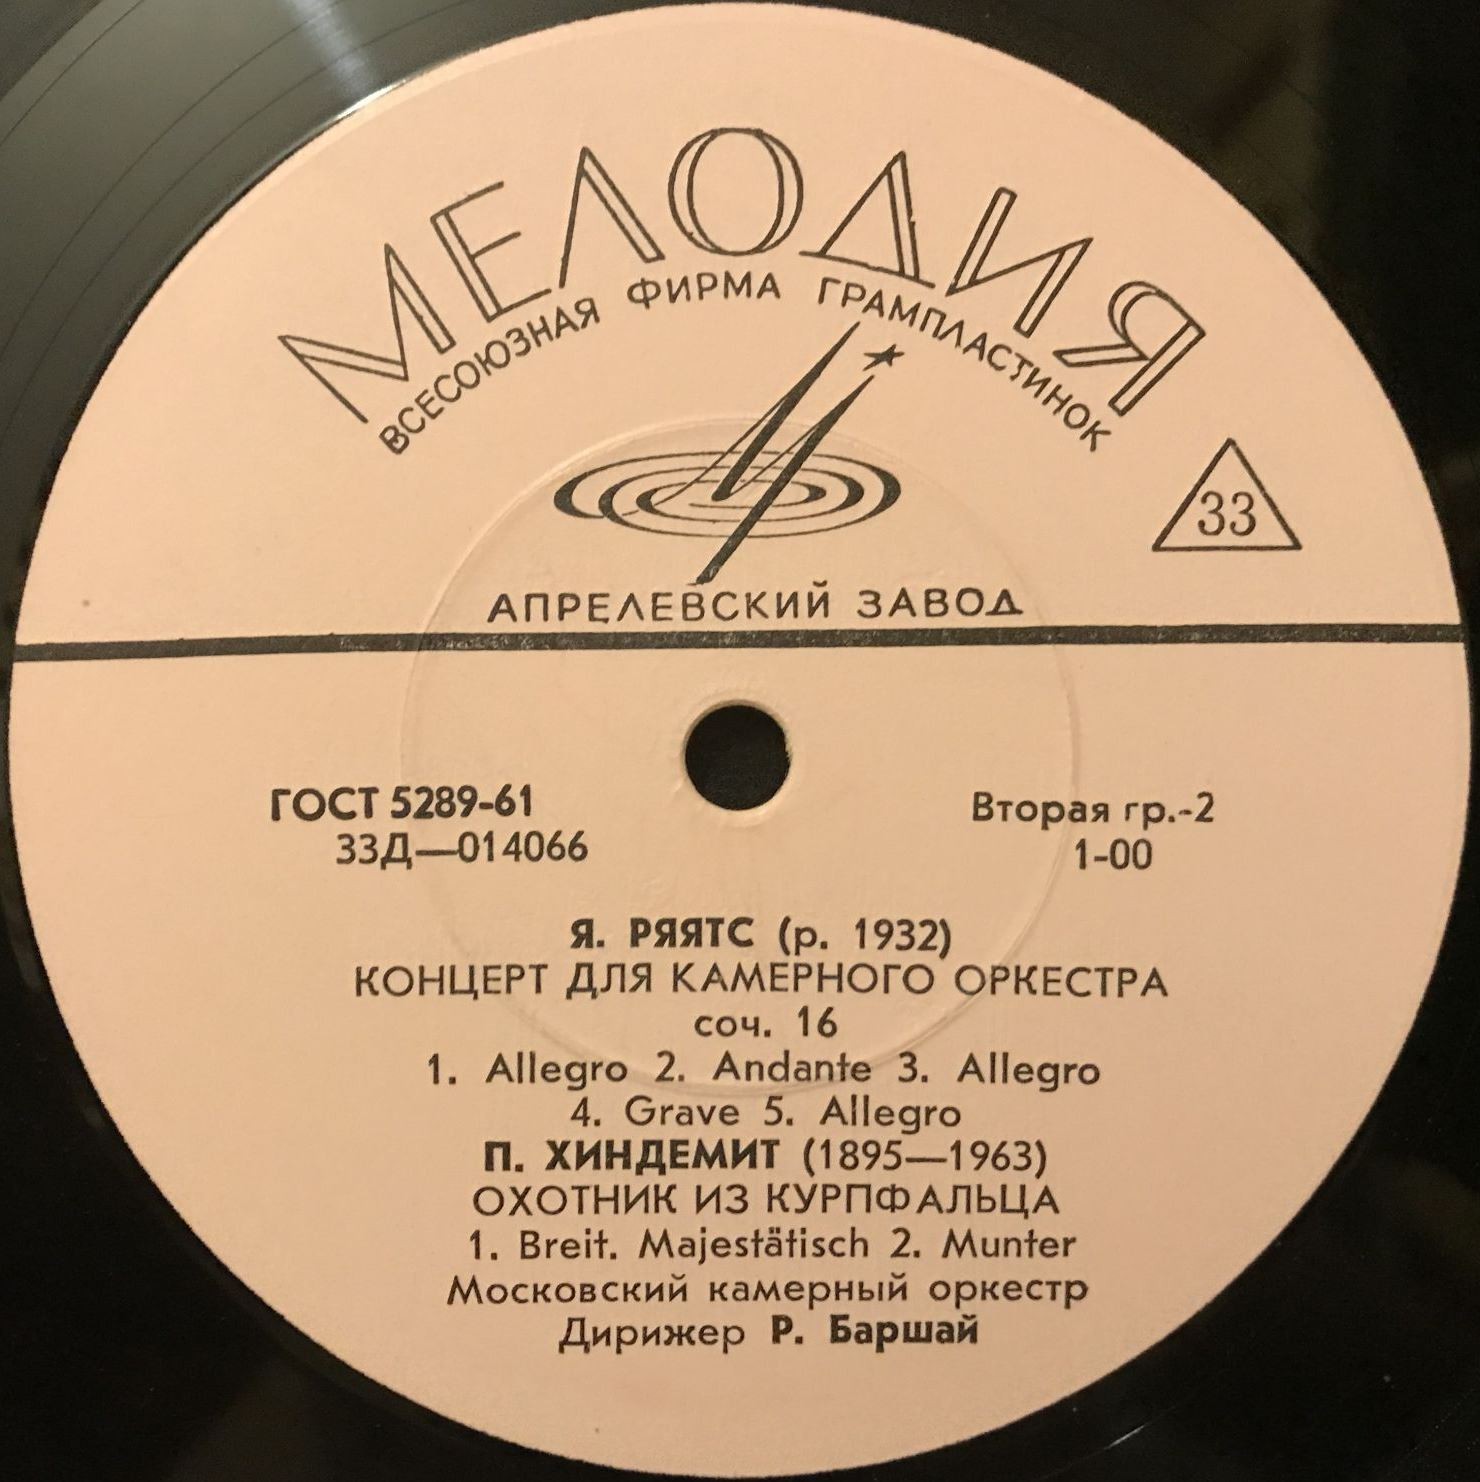 МЕЛОДИЯ
ВСЕСОЮЗНАЯ ФИРМА ГРАМПЛАСТИНОК
33
АПРЕЛЕВСКИЙ ЗАВОД
ГОСТ 5289-61
33Д—014066
Вторая гр.-2
1-00
Я. РЯЯТС (р. 1932)
КОНЦЕРТ ДЛЯ КАМЕРНОГО ОРКЕСТРА
соч. 16
1. Allegro 2. Andante 3. Allegro
4. Grave 5. Allegro
П. ХИНДЕМИТ (1895—1963)
ОХОТНИК ИЗ КУРПФАЛЬЦА
1. Breit. Majestätisch 2. Munter
Московский камерный оркестр
Дирижер Р. Баршай